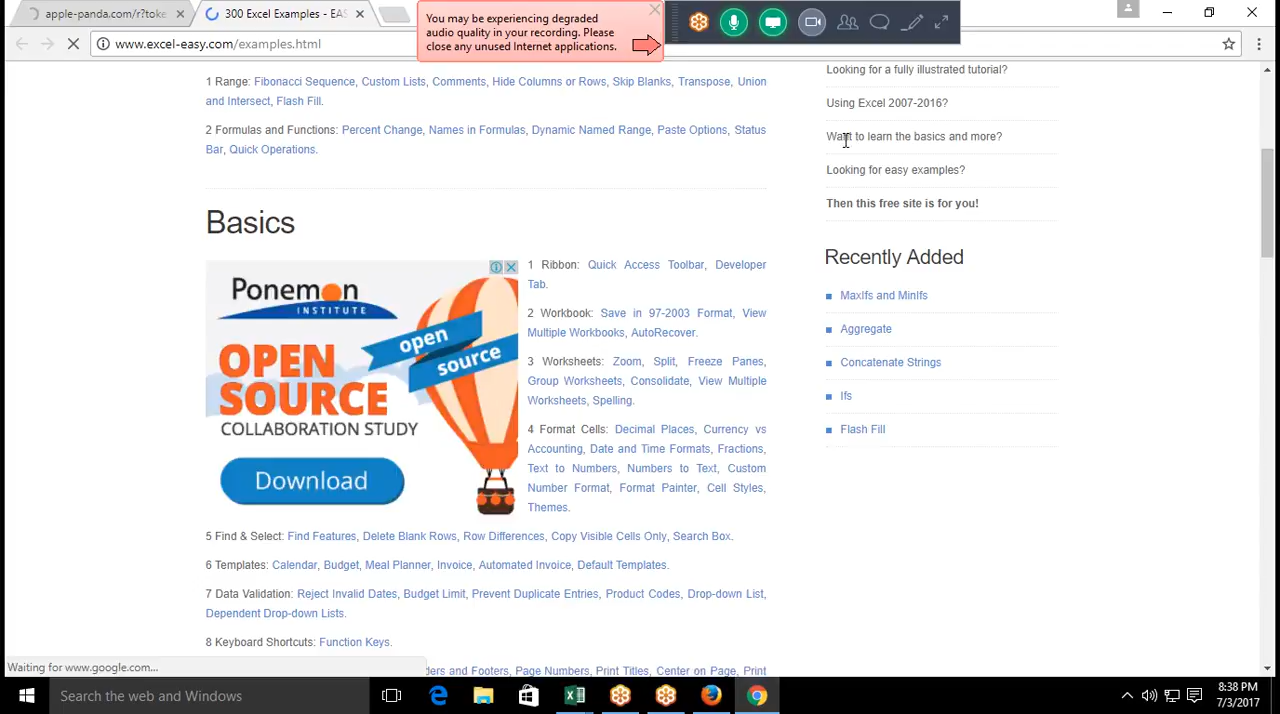 apple-panda.com/r?toke
300 Excel Examples - EAS
You may be experiencing degraded
audio quality in your recording. Please
close any unused Internet applications.
www.excel-easy.com/examples.html
1 Range: Fibonacci Sequence, Custom Lists, Comments, Hide Columns or Rows, Skip Blanks, Transpose, Union
and Intersect, Flash Fill.
2 Formulas and Functions: Percent Change, Names in Formulas, Dynamic Named Range, Paste Options, Status
Bar, Quick Operations.
Basics
Ponemon
INSTITUTE
open
source
OPEN
SOURCE
COLLABORATION STUDY
Download
1 Ribbon: Quick Access Toolbar, Developer
Tab.
2 Workbook: Save in 97-2003 Format, View
Multiple Workbooks, AutoRecover.
3 Worksheets: Zoom, Split, Freeze Panes,
Group Worksheets, Consolidate, View Multiple
Worksheets, Spelling.
4 Format Cells: Decimal Places, Currency vs
Accounting, Date and Time Formats, Fractions,
Text to Numbers, Numbers to Text, Custom
Number Format, Format Painter, Cell Styles,
Themes.
5 Find & Select: Find Features, Delete Blank Rows, Row Differences, Copy Visible Cells Only, Search Box.
6 Templates: Calendar, Budget, Meal Planner, Invoice, Automated Invoice, Default Templates.
7 Data Validation: Reject Invalid Dates, Budget Limit, Prevent Duplicate Entries, Product Codes, Drop-down List,
Dependent Drop-down Lists.
8 Keyboard Shortcuts: Function Keys.
ders and Footers, Page Numbers, Print Titles, Center on Page, Print
Looking for a fully illustrated tutorial?
Using Excel 2007-2016?
Want to learn the basics and more?
Looking for easy examples?
Then this free site is for you!
Recently Added
MaxIfs and MinIfs
Aggregate
Concatenate Strings
Ifs
Flash Fill
Waiting for www.google.com...
Search the web and Windows
8:38 PM
7/3/2017